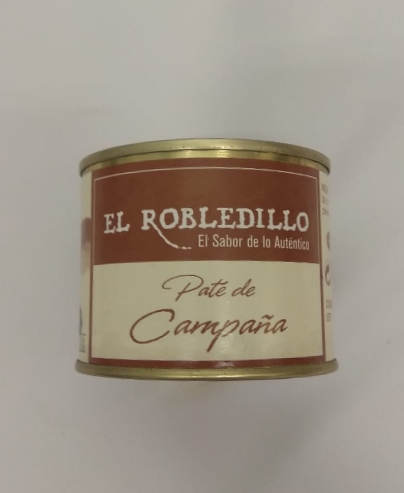 EL ROBLEDILLO
El Sabor de lo Auténtico
Paté de
Campaña